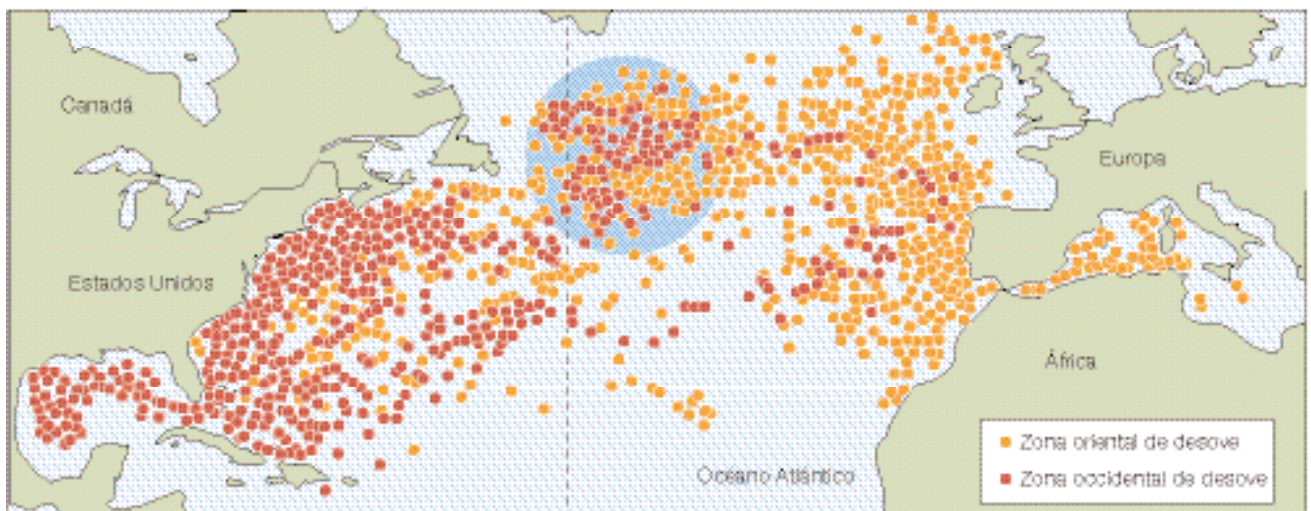 Canadá
Europa
Estados Unidos
África
Zona oriental de desove
Zona occidental de desove
Océano Atlántico